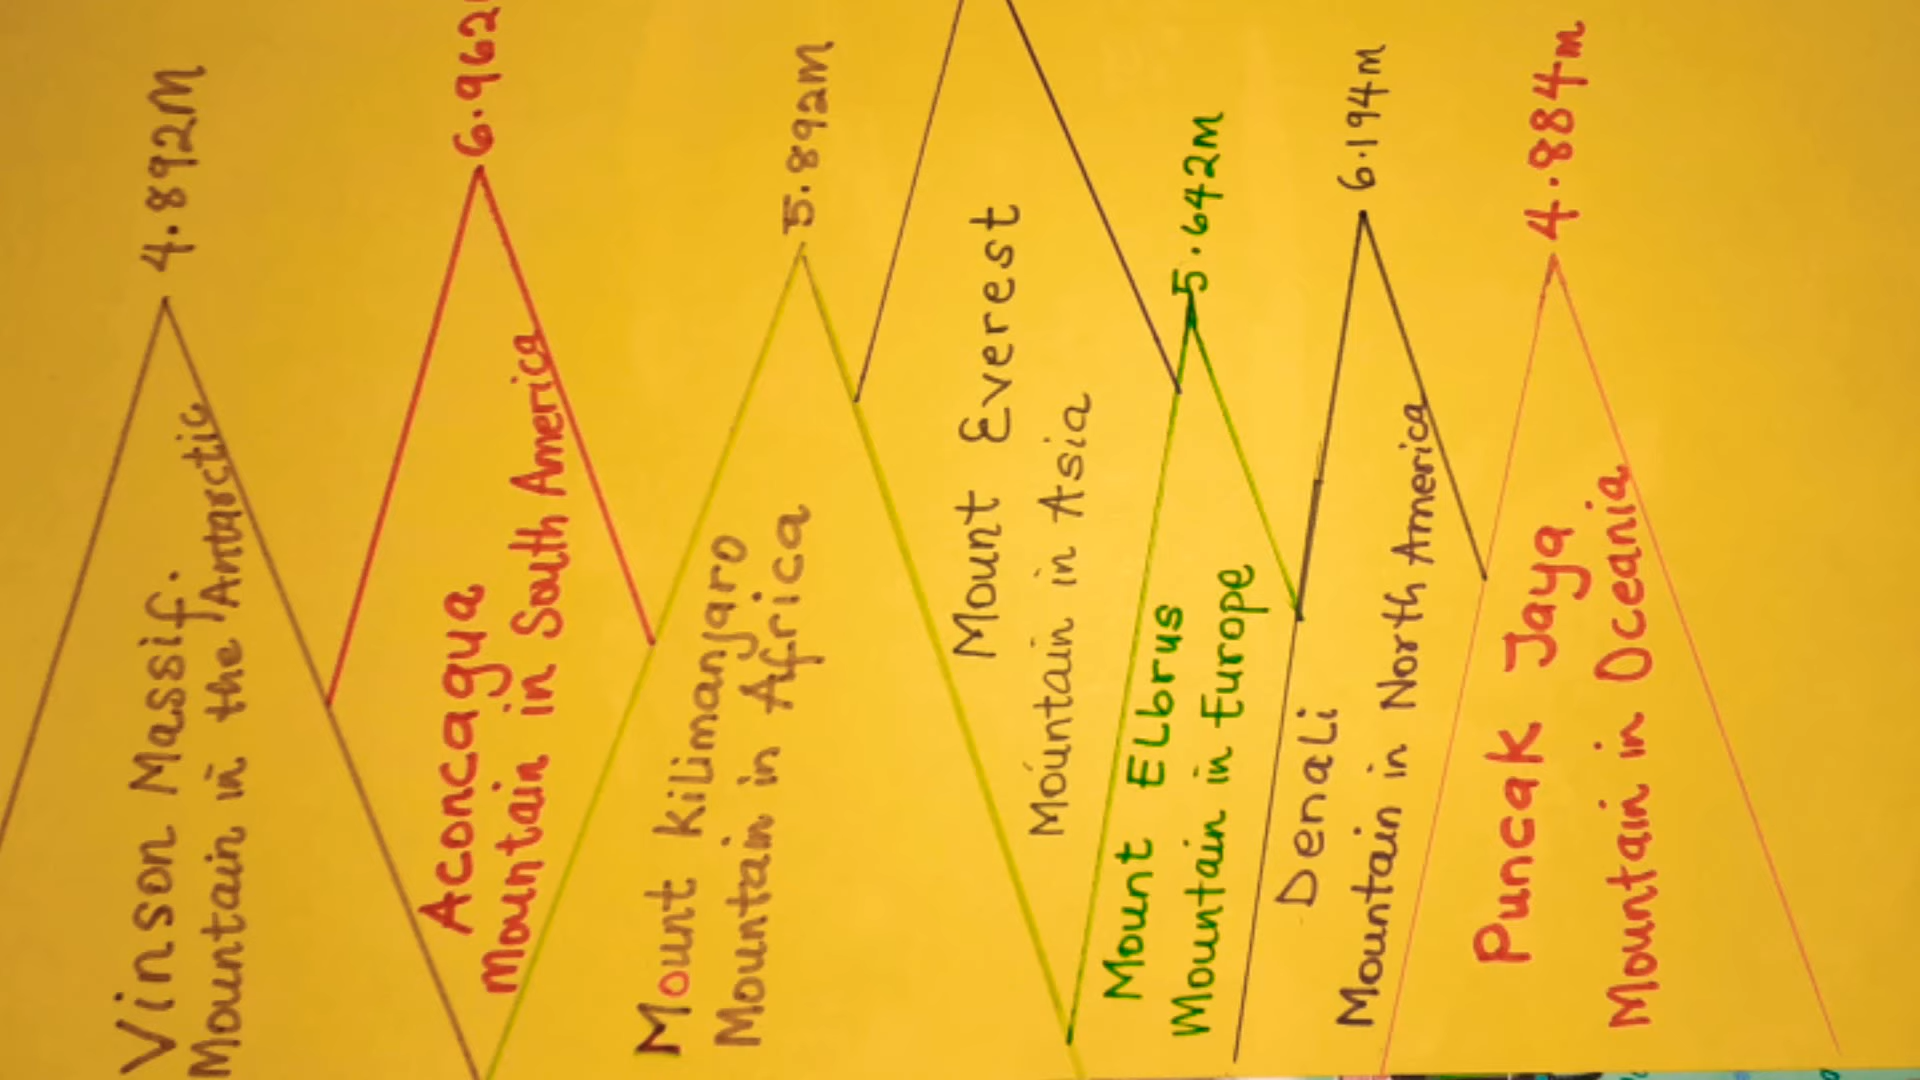 4.892M
Vinson Massif.
Mountain in the Antarctic
6.962
Aconcagua
Mountain in South America
5.892M
Mount Kilimanjaro
Mountain in Africa
Mount Everest
Mountain in Asia
5.642M
Mount ELbrus
Mountain in Europe
6.194m
DenaLi
Mountain in North America
4.884m
Puncak Jaya
Mountain in Oceania